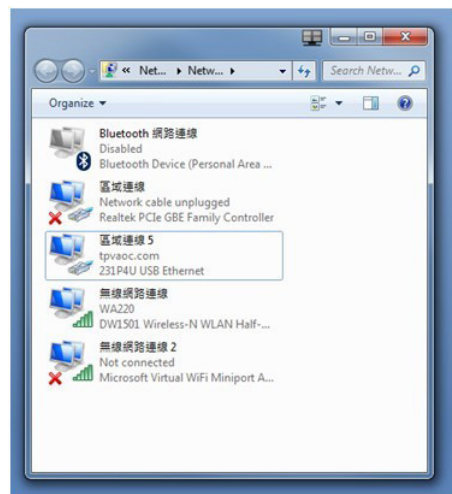 « Net... ▸ Netw... ▸
Search Netw...
Organize
Bluetooth 網路連線
Disabled
Bluetooth Device (Personal Area ...
區域連線
Network cable unplugged
Realtek PCIe GBE Family Controller
區域連線 5
tpvaoc.com
231P4U USB Ethernet
無線網路連線
WA220
DW1501 Wireless-N WLAN Half-...
無線網路連線 2
Not connected
Microsoft Virtual WiFi Miniport A...